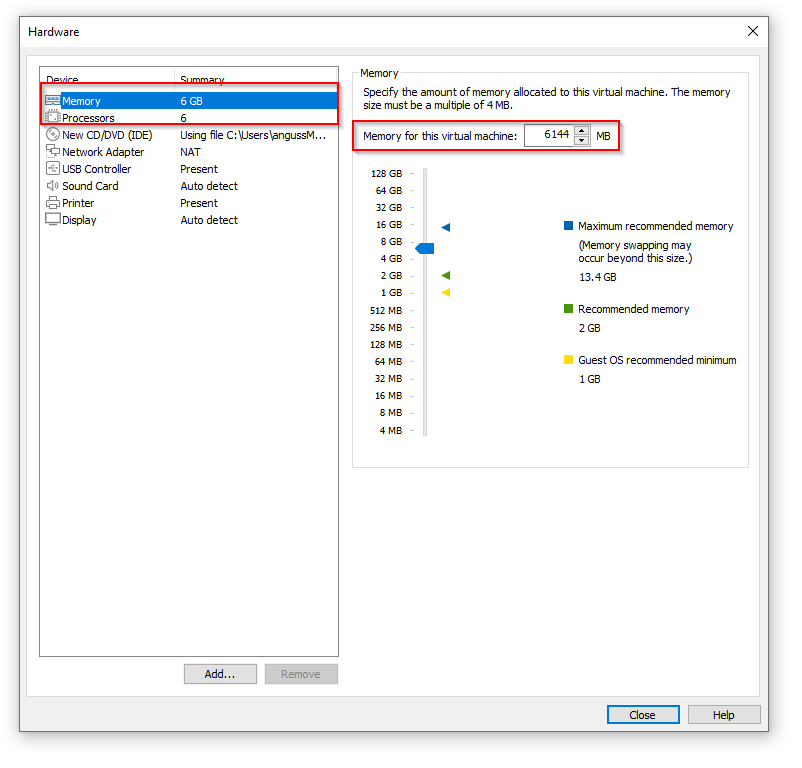 Hardware
Device Summary
Memory 6 GB
Processors 6
New CD/DVD (IDE) Using file C:\Users\angussM...
Network Adapter NAT
USB Controller Present
Sound Card Auto detect
Printer Present
Display Auto detect
Add...
Remove
Memory
Specify the amount of memory allocated to this virtual machine. The memory
size must be a multiple of 4 MB.
Memory for this virtual machine: 6144 MB
128 GB
64 GB
32 GB
16 GB
8 GB
4 GB
2 GB
1 GB
512 MB
256 MB
128 MB
64 MB
32 MB
16 MB
8 MB
4 MB
Maximum recommended memory
(Memory swapping may
occur beyond this size.)
13.4 GB
Recommended memory
2 GB
Guest OS recommended minimum
1 GB
Close
Help